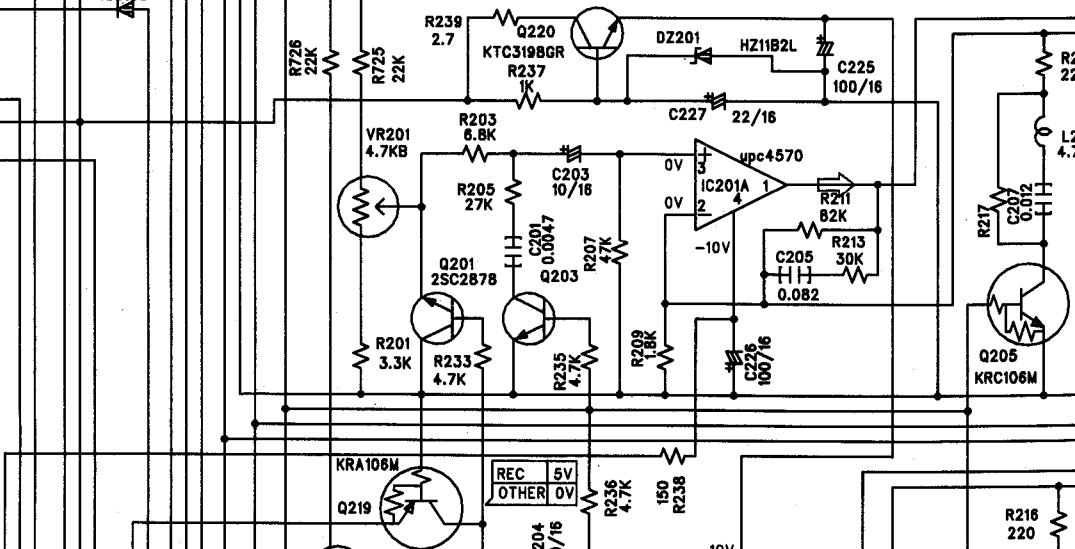 R239
2.7
Q220
KTC3198GR
DZ201
HZ11B2L
R726
22K
R725
22K
R237
1K
C225
100/16
C227
22/16
VR201
4.7KB
R203
6.8K
C203
10/16
R205
27K
C201
0.0047
0V
3
upc4570
IC201A
1
0V
2
4
-10V
R211
82K
R213
30K
C205
0.082
R207
47K
R217
C207
0.012
Q201
2SC2878
Q203
R201
3.3K
R233
4.7K
R235
4.7K
R209
1.8K
C226
100/16
Q205
KRC106M
KRA106M
REC 5V
OTHER 0V
Q219
R236
4.7K
150
R238
R216
220